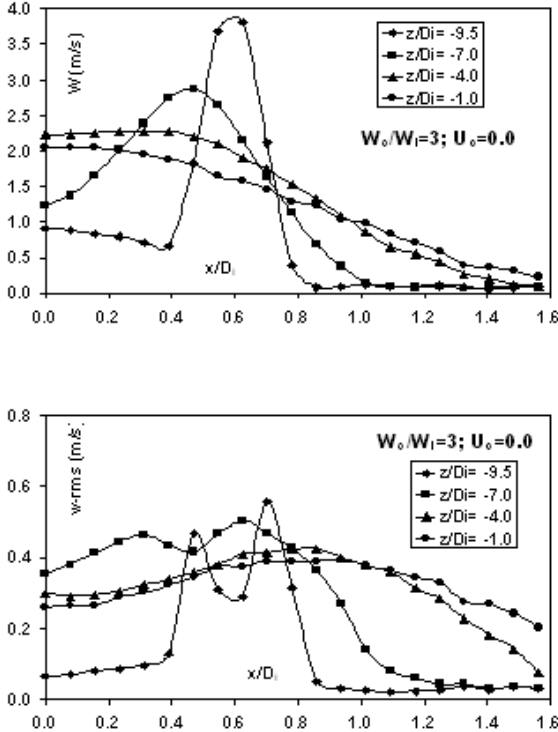 4.0
3.5
3.0
2.5
2.0
1.5
1.0
0.5
0.0
W (m/s)
z/Di= -9.5
z/Di= -7.0
z/Di= -4.0
z/Di= -1.0
Wo/Wi=3; Uo=0.0
x/Di
0.0 0.2 0.4 0.6 0.8 1.0 1.2 1.4 1.6
0.8
0.6
0.4
0.2
0.0
w-rms (m/s)
Wo/Wi=3; Uo=0.0
z/Di= -9.5
z/Di= -7.0
z/Di= -4.0
z/Di= -1.0
x/Di
0.0 0.2 0.4 0.6 0.8 1.0 1.2 1.4 1.6